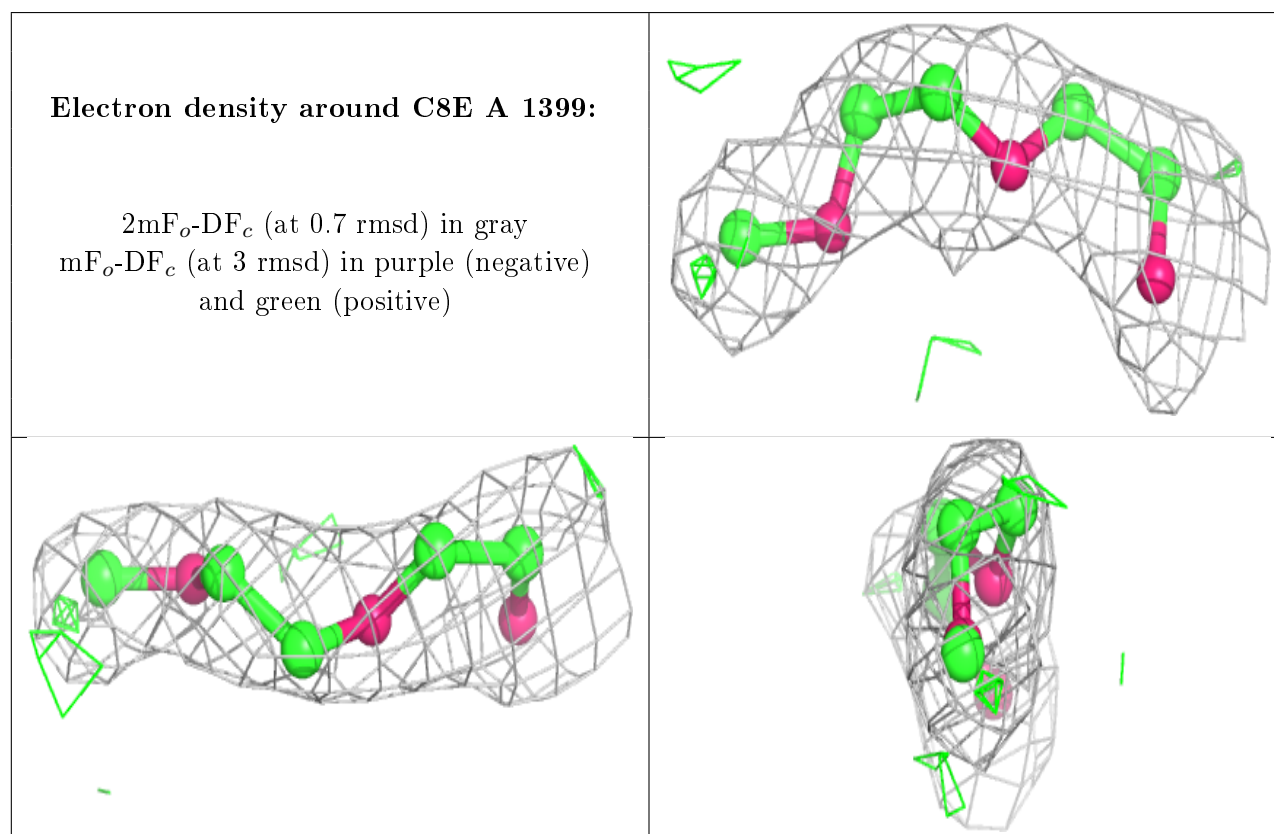 Electron density around C8E A 1399:
2mFₒ-DF𝒸 (at 0.7 rmsd) in gray
mFₒ-DF𝒸 (at 3 rmsd) in purple (negative)
and green (positive)